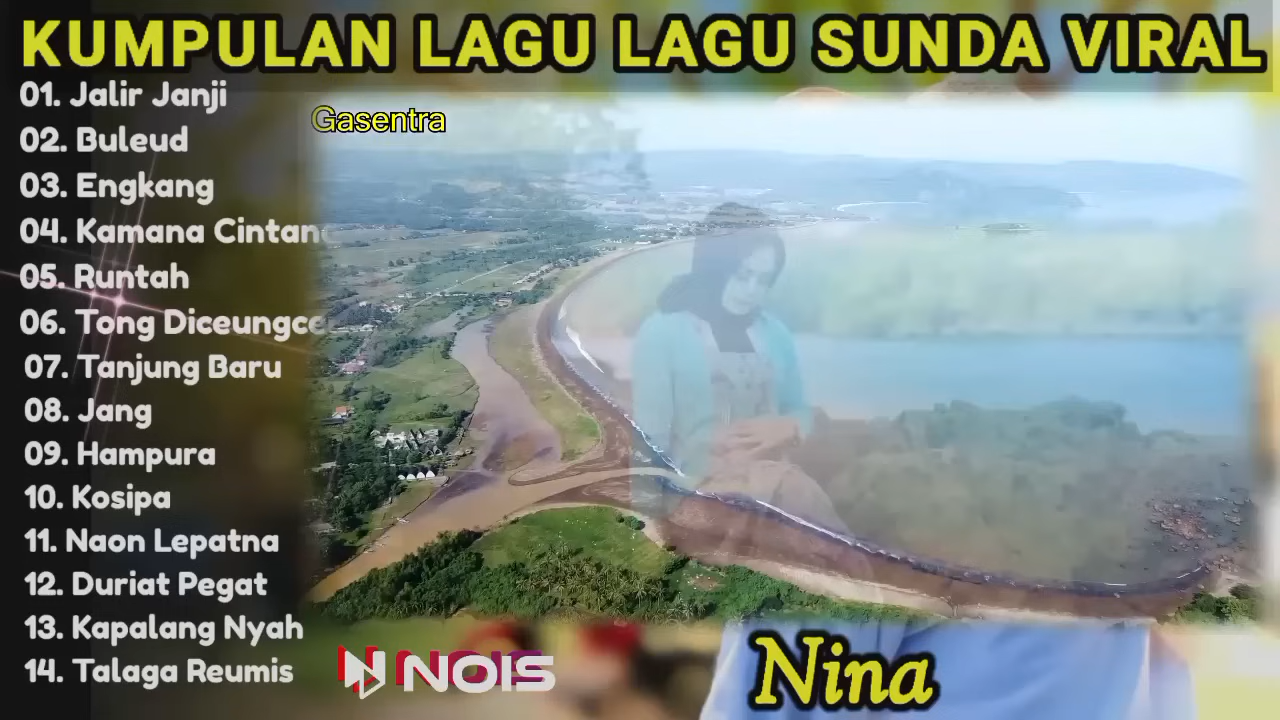 KUMPULAN LAGU LAGU SUNDA VIRAL
01. Jalir Janji
02. Buleud
03. Engkang
04. Kamana
05. Runtah
06. Tong
07. Tanjung Baru
08. Jang
09. Hampura
10. Kosipa
11. Naon Lepatna
12. Duriat Pegat
13. Kapalang Nyah
14. Talaga Reumis
Gasentra
NOIS
Nina